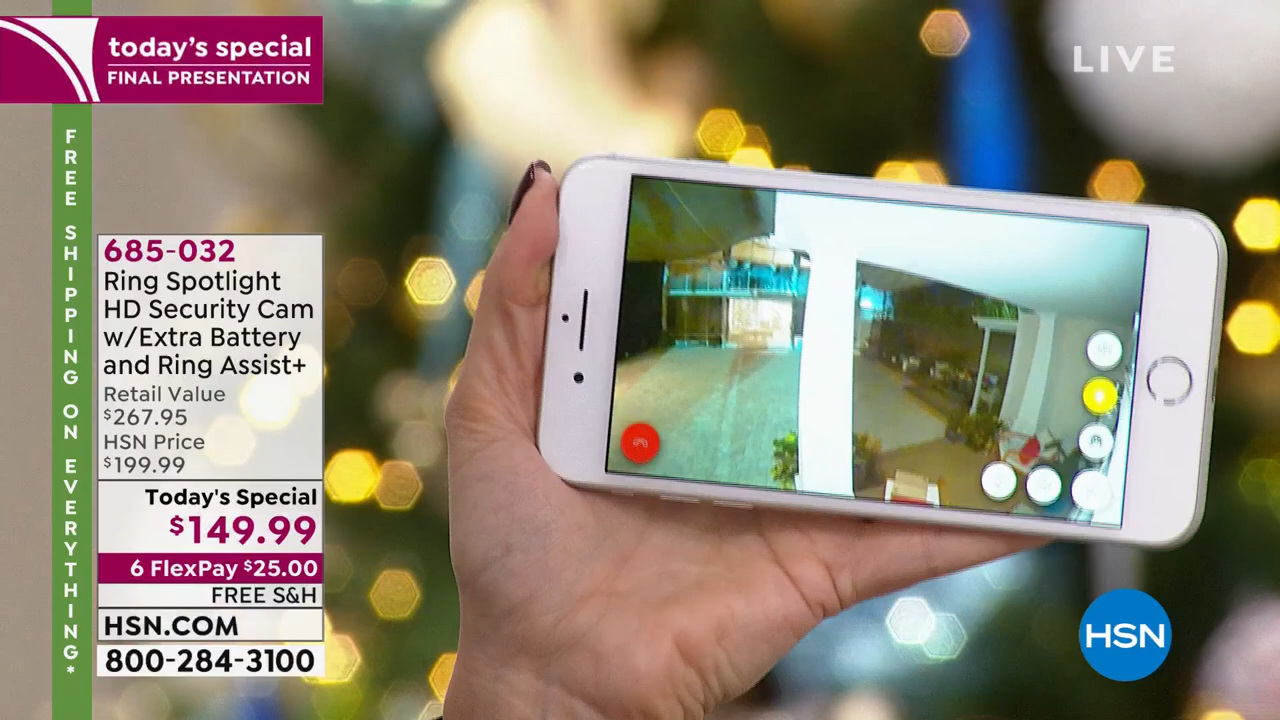 today's special
FINAL PRESENTATION
LIVE
FREE SHIPPING ON EVERYTHING*
685-032
Ring Spotlight
HD Security Cam
w/Extra Battery
and Ring Assist+
Retail Value
$267.95
HSN Price
$199.99
Today's Special
$149.99
6 FlexPay $25.00
FREE S&H
HSN.COM
800-284-3100
HSN